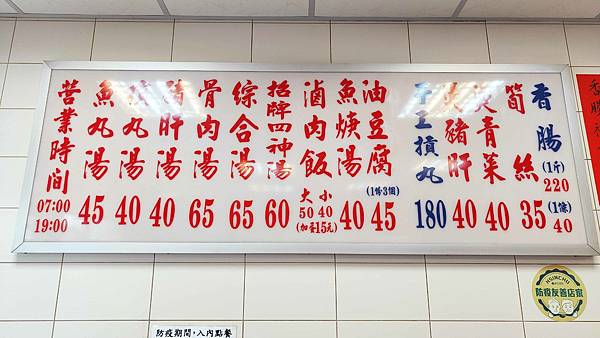 營業時間
07:00
19:00
魚丸湯
45
摃丸湯
40
豬肝湯
40
骨肉湯
65
綜合湯
65
招牌四神湯
60
滷肉飯
大 小
50 40
(加蛋15元)
魚焿湯
40
油豆腐
(1份3個)
45
手工摃丸
180
燙豬肝
40
燙青菜
40
筍絲
35
香腸
(1斤)
220
(1條)
40
HSINCHU
防疫友善店家
防疫期間,入內點餐